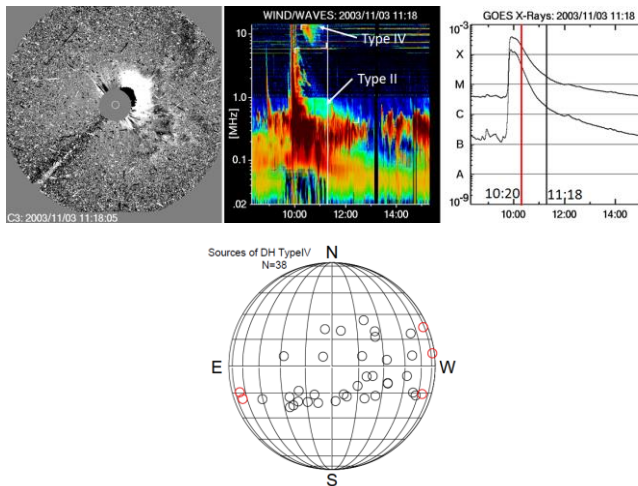 C3: 2003/11/03 11:18:05
WIND/WAVES: 2003/11/03 11:18
10
1.0
[MHz]
0.1
.02
Type IV
Type II
10:00 12:00 14:00
GOES X-Rays: 2003/11/03 11:18
10-3
X
M
C
B
A
10-9
10:20 11;18
10:00 12:00 14:00
Sources of DH TypeIV
N=38
N
E
W
S